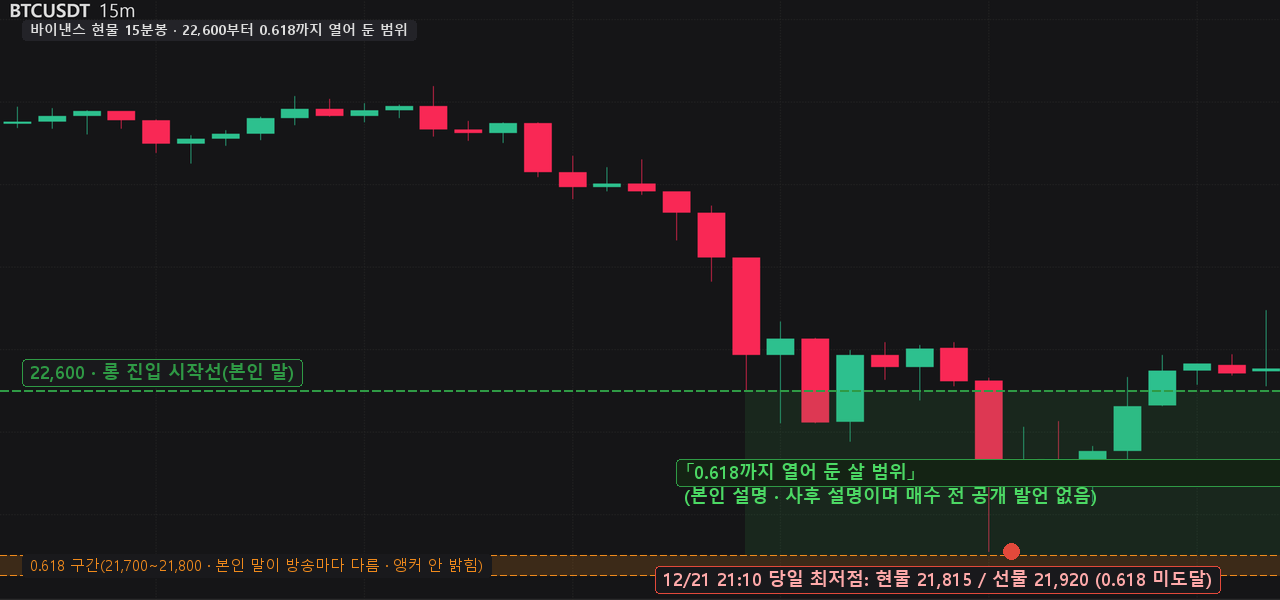 BTCUSDT 15m
바이낸스 현물 15분봉 · 22,600부터 0.618까지 열어 둔 범위
22,600 · 롱 진입 시작선(본인 말)
「0.618까지 열어 둔 살 범위」
(본인 설명 · 사후 설명이며 매수 전 공개 발언 없음)
0.618 구간(21,700~21,800 · 본인 말이 방송마다 다름 · 앵커 안 밝힘)
12/21 21:10 당일 최저점: 현물 21,815 / 선물 21,920 (0.618 미도달)